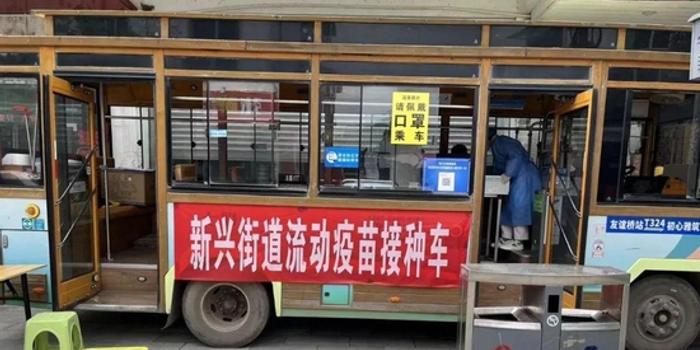 请佩戴
口罩
乘车
新兴街道流动疫苗接种车
友谊桥站 T324 初心雅筑